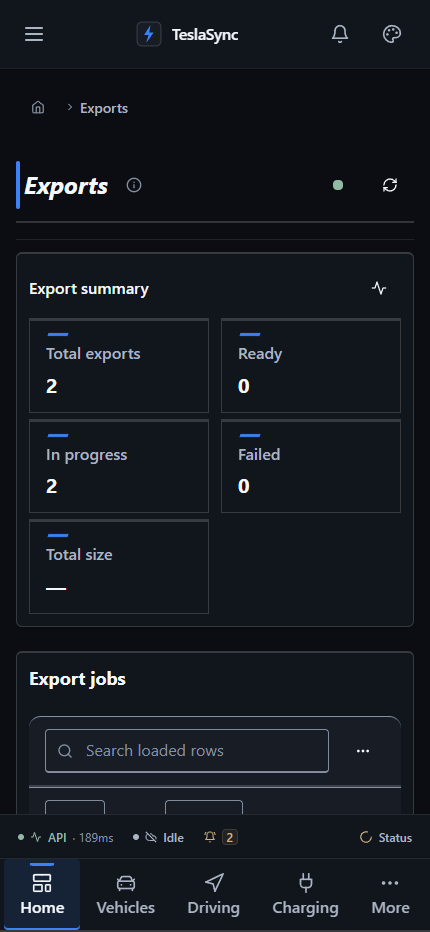 TeslaSync
Exports
Exports
Export summary
Total exports
2
Ready
0
In progress
2
Failed
0
Total size
—
Export jobs
Search loaded rows
API · 189ms
Idle
2
Status
Home
Vehicles
Driving
Charging
More